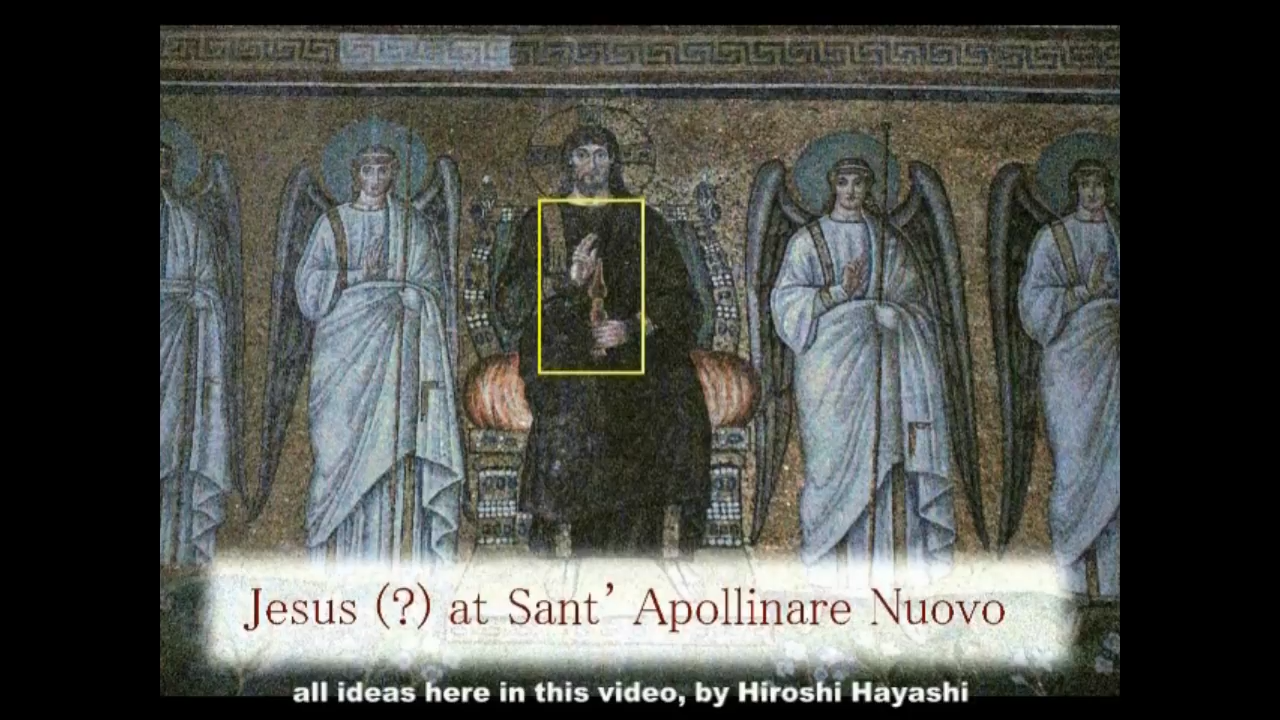 Jesus (?) at Sant’ Apollinare Nuovo
all ideas here in this video, by Hiroshi Hayashi